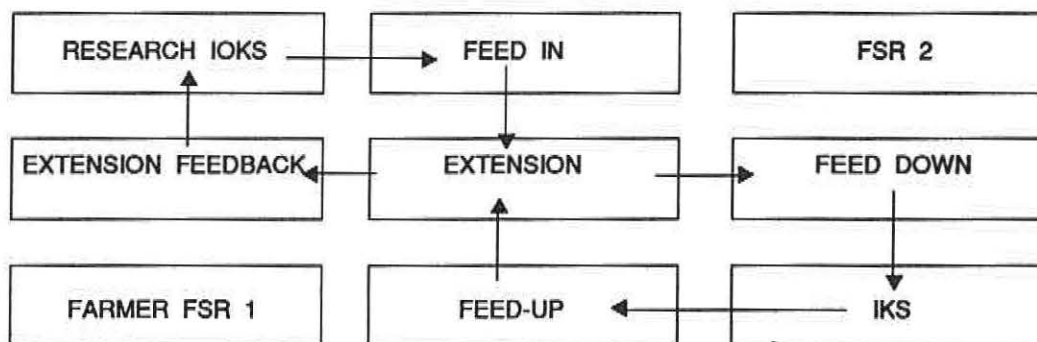 RESEARCH IOKS
FEED IN
FSR 2
EXTENSION FEEDBACK
EXTENSION
FEED DOWN
FARMER FSR 1
FEED-UP
IKS